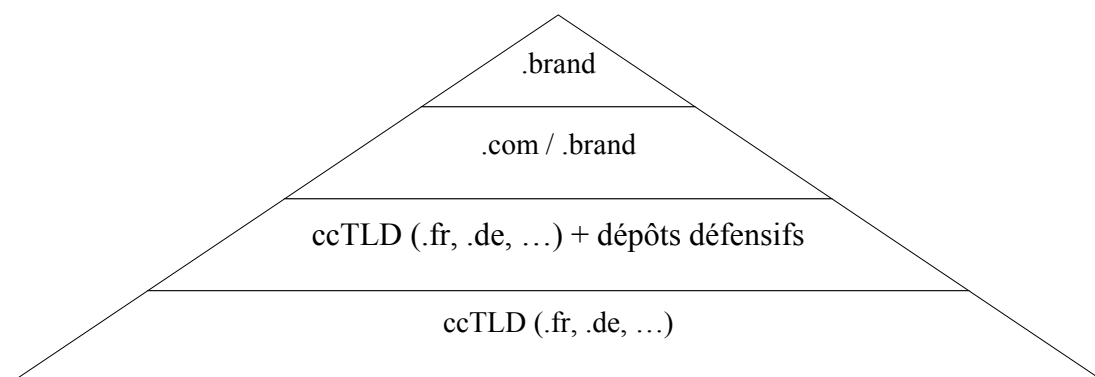 .brand
.com / .brand
ccTLD (.fr, .de, …) + dépôts défensifs
ccTLD (.fr, .de, …)